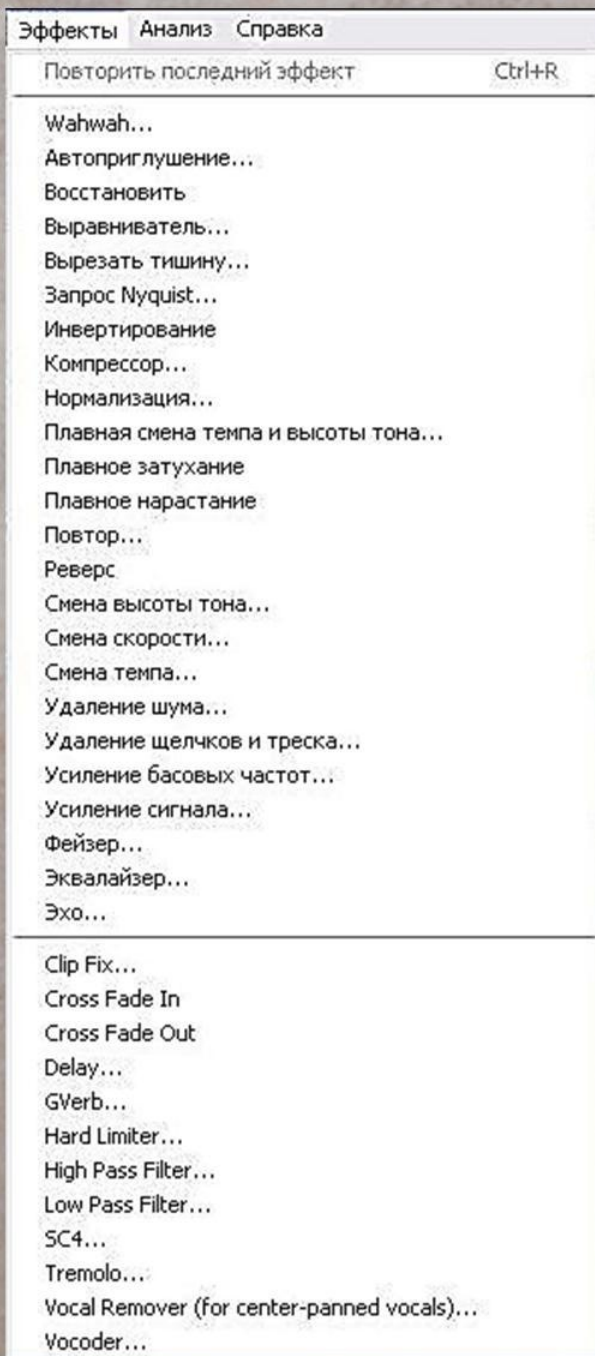 Эффекты Анализ Справка
Повторить последний эффект Ctrl+R
Wahwah...
Автоприглушение...
Восстановить
Выравниватель...
Вырезать тишину...
Запрос Nyquist...
Инвертирование
Компрессор...
Нормализация...
Плавная смена темпа и высоты тона...
Плавное затухание
Плавное нарастание
Повтор...
Реверс
Смена высоты тона...
Смена скорости...
Смена темпа...
Удаление шума...
Удаление щелчков и треска...
Усиление басовых частот...
Усиление сигнала...
Фейзер...
Эквалайзер...
Эхо...
Clip Fix...
Cross Fade In
Cross Fade Out
Delay...
GVerb...
Hard Limiter...
High Pass Filter...
Low Pass Filter...
SC4...
Tremolo...
Vocal Remover (for center-panned vocals)...
Vocoder...